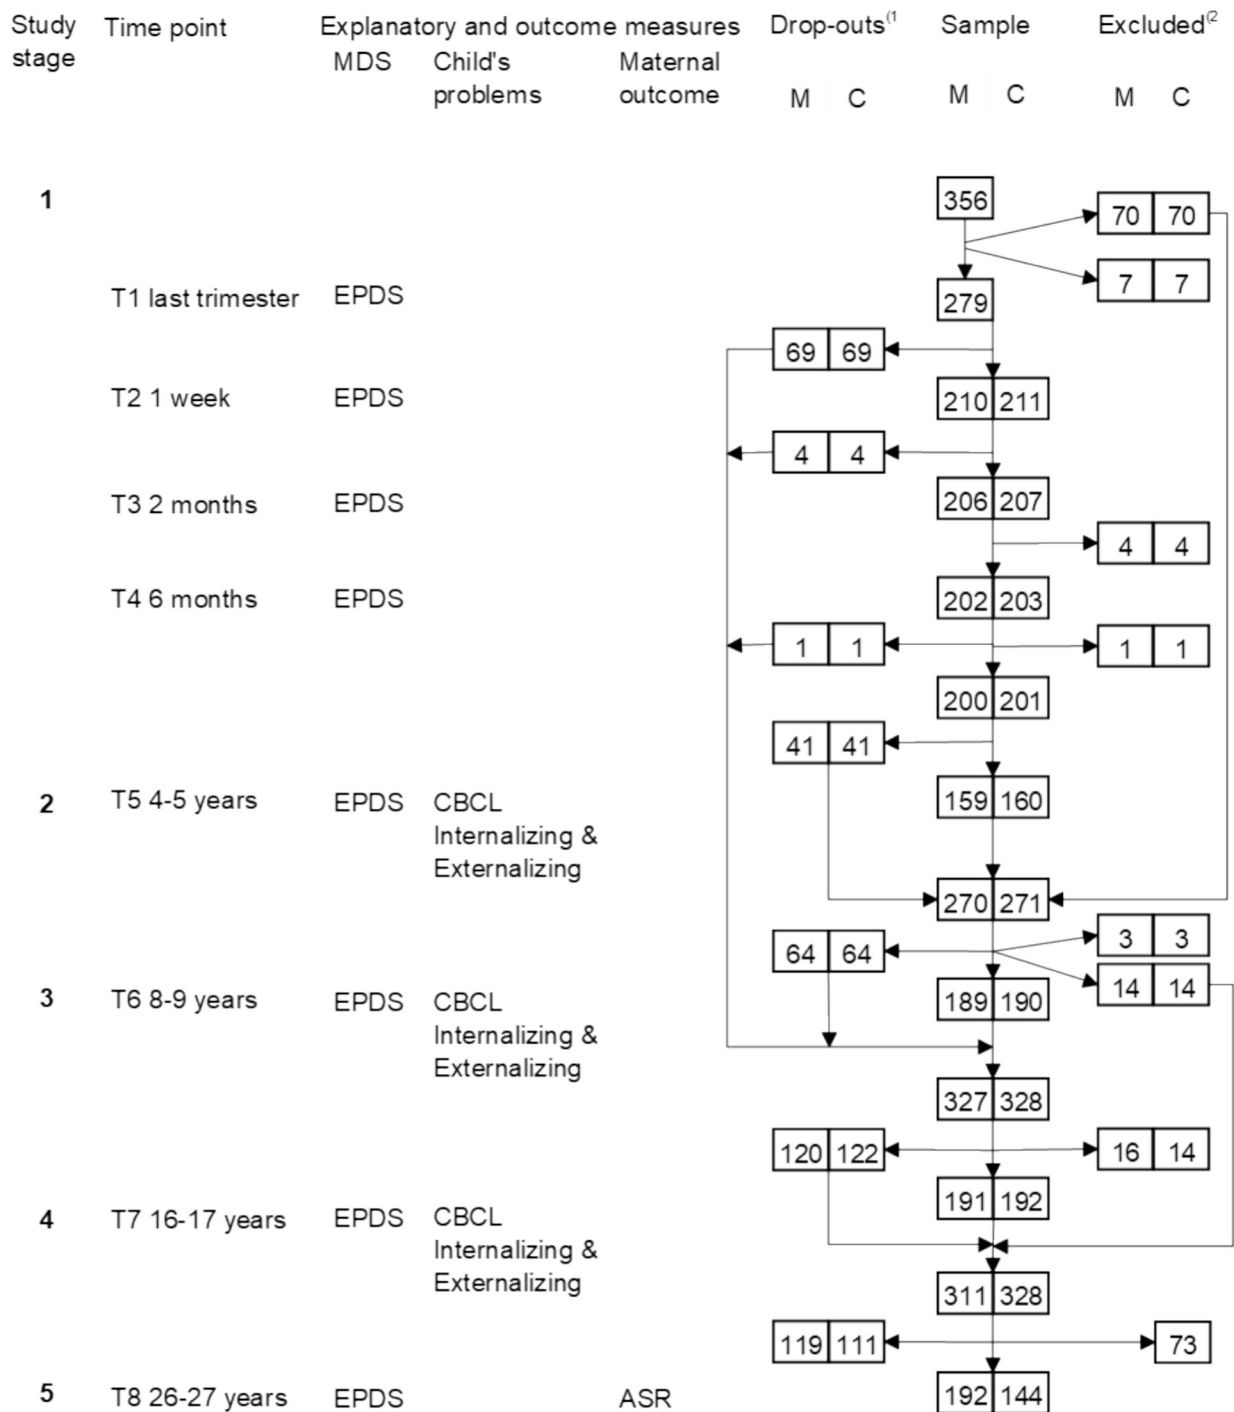 Study Time point Explanatory and outcome measures Drop-outs(1 Sample Excluded(2
stage MDS Child's Maternal
problems outcome M C M C M C
1 356
70 70
7 7
T1 last trimester EPDS 279
69 69
T2 1 week EPDS 210 211
4 4
T3 2 months EPDS 206 207
4 4
T4 6 months EPDS 202 203
1 1 1 1
200 201
41 41
2 T5 4-5 years EPDS CBCL 159 160
Internalizing &
Externalizing
270 271
3 3
64 64
14 14
3 T6 8-9 years EPDS CBCL 189 190
Internalizing &
Externalizing
327 328
120 122 16 14
191 192
4 T7 16-17 years EPDS CBCL
Internalizing &
Externalizing
311 328
119 111 73
5 T8 26-27 years EPDS ASR 192 144